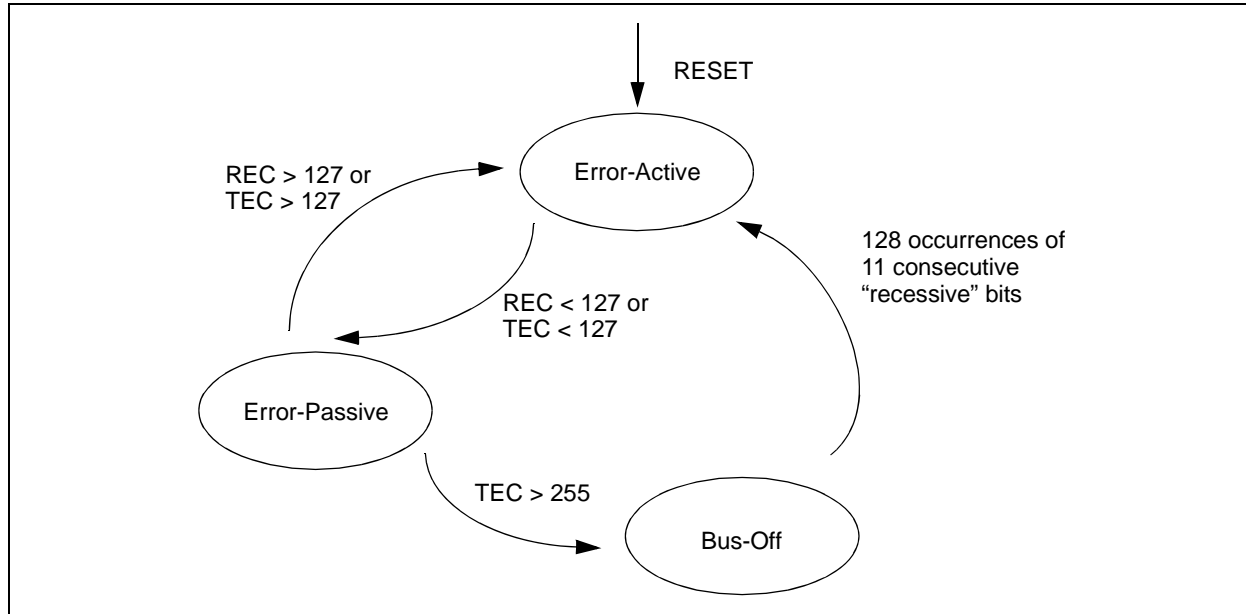 RESET
Error-Active
REC > 127 or
TEC > 127
128 occurrences of
11 consecutive
“recessive” bits
REC < 127 or
TEC < 127
Error-Passive
TEC > 255
Bus-Off